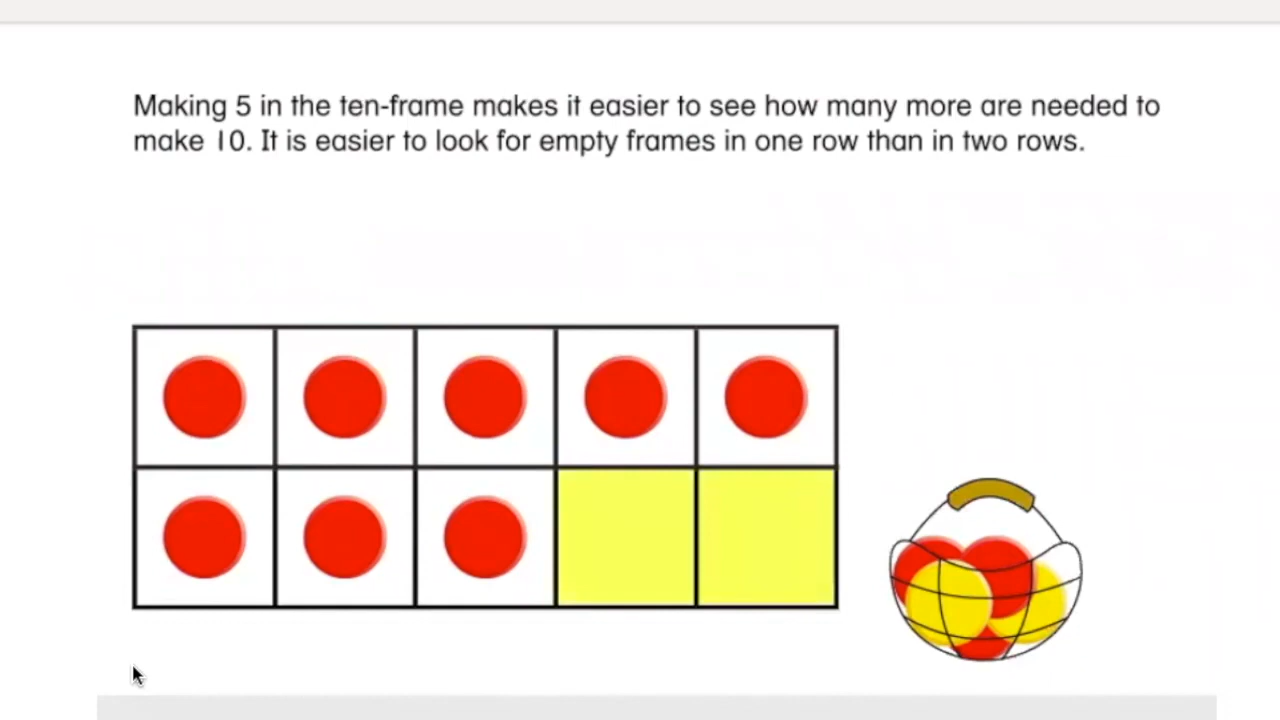 Making 5 in the ten-frame makes it easier to see how many more are needed to
make 10. It is easier to look for empty frames in one row than in two rows.